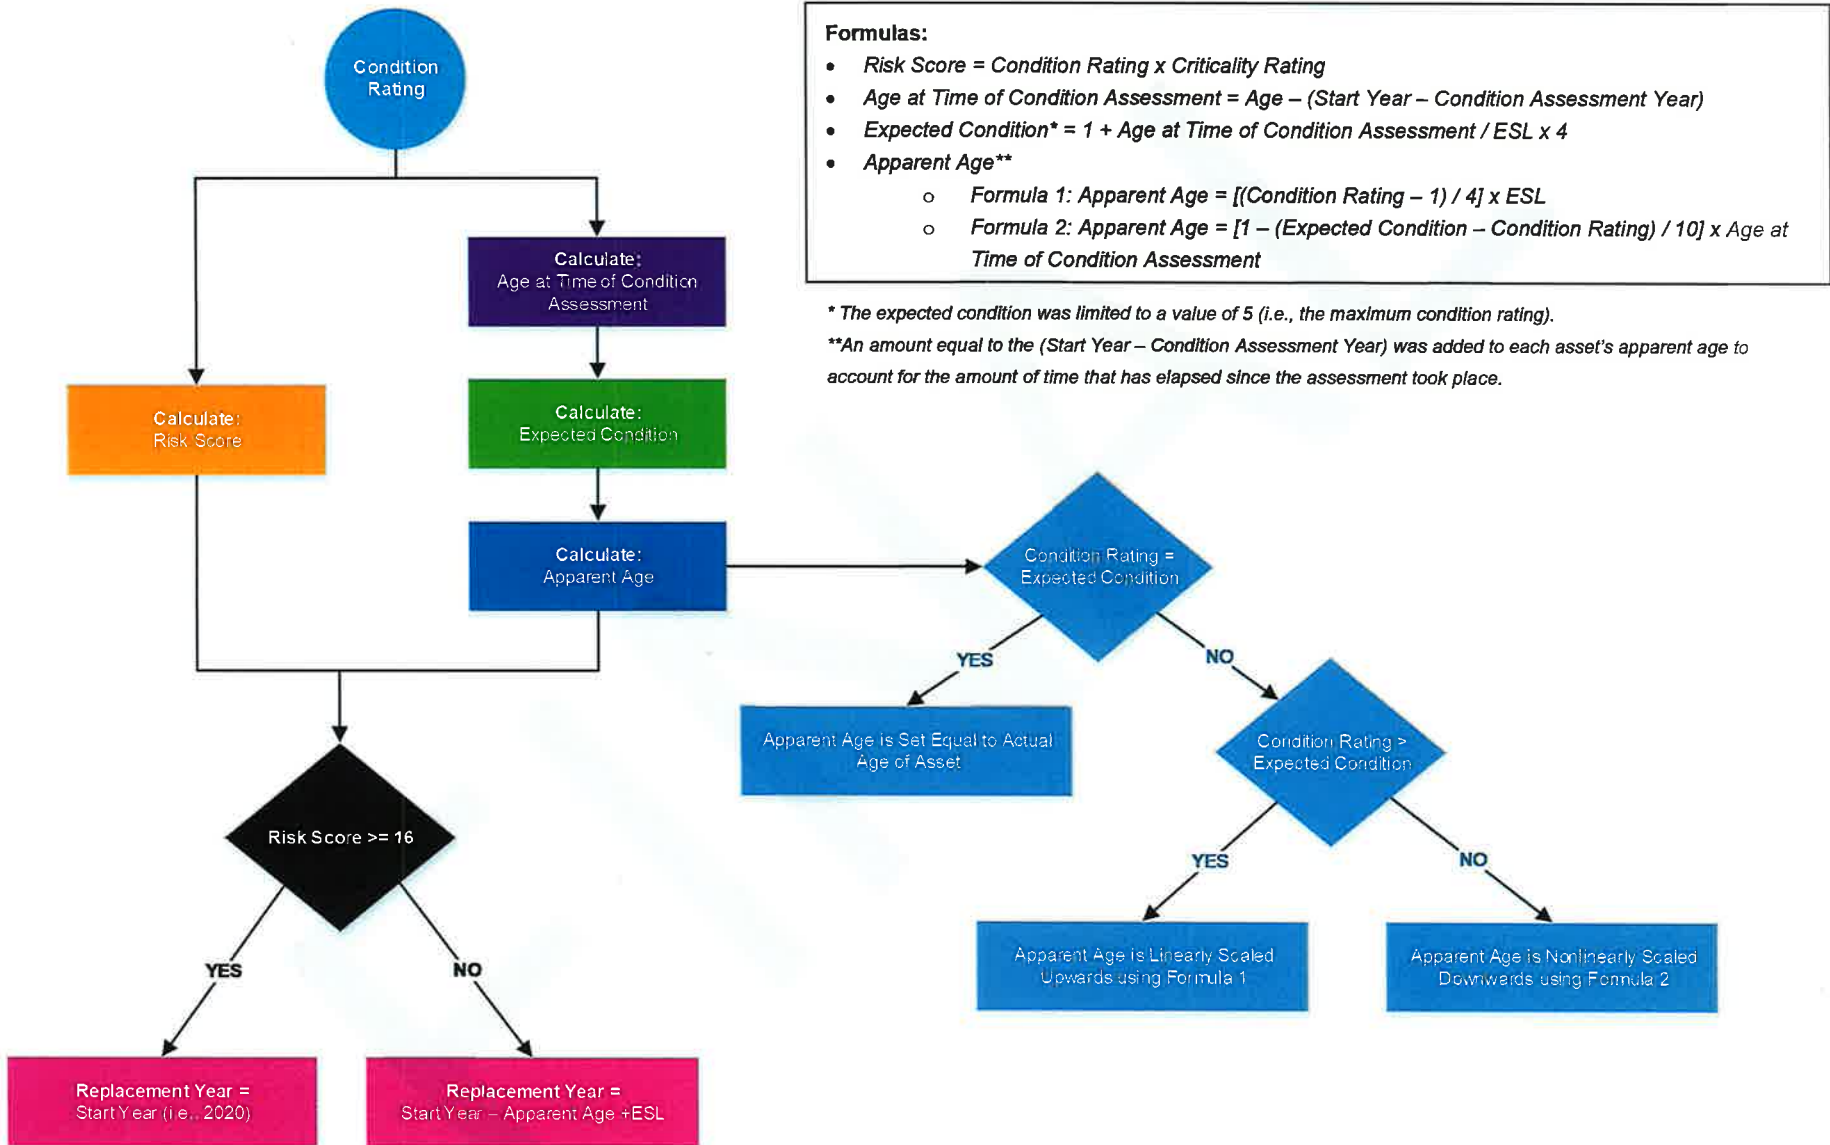 Condition
Rating
Formulas:
• Risk Score = Condition Rating x Criticality Rating
• Age at Time of Condition Assessment = Age – (Start Year – Condition Assessment Year)
• Expected Condition* = 1 + Age at Time of Condition Assessment / ESL x 4
• Apparent Age**
o Formula 1: Apparent Age = [(Condition Rating – 1) / 4] x ESL
o Formula 2: Apparent Age = [1 – (Expected Condition – Condition Rating) / 10] x Age at
Time of Condition Assessment
* The expected condition was limited to a value of 5 (i.e., the maximum condition rating).
**An amount equal to the (Start Year – Condition Assessment Year) was added to each asset's apparent age to
account for the amount of time that has elapsed since the assessment took place.
Calculate:
Age at Time of Condition
Assessment
Calculate:
Risk Score
Calculate:
Expected Condition
Calculate:
Apparent Age
Condition Rating =
Expected Condition
YES
NO
Apparent Age is Set Equal to Actual
Age of Asset
Condition Rating >
Expected Condition
YES
NO
Apparent Age is Linearly Scaled
Upwards using Formula 1
Apparent Age is Nonlinearly Scaled
Downwards using Formula 2
Risk Score >= 16
YES
NO
Replacement Year =
Start Year (i.e., 2020)
Replacement Year =
Start Year – Apparent Age +ESL